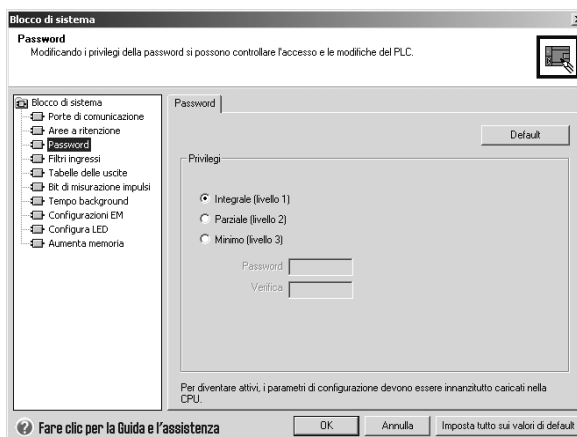 Blocco di sistema
Password
Modificando i privilegi della password si possono controllare l'accesso e le modifiche del PLC.
Blocco di sistema
Porte di comunicazione
Aree a ritenzione
Password
Filtri ingressi
Tabelle delle uscite
Bit di misurazione impulsi
Tempo background
Configurazioni EM
Configura LED
Aumenta memoria
Password
Default
Privilegi
Integrale (livello 1)
Parziale (livello 2)
Minimo (livello 3)
Password
Verifica
Per diventare attivi, i parametri di configurazione devono essere innanzitutto caricati nella
CPU.
Fare clic per la Guida e l'assistenza
OK
Annulla
Imposta tutto sui valori di default